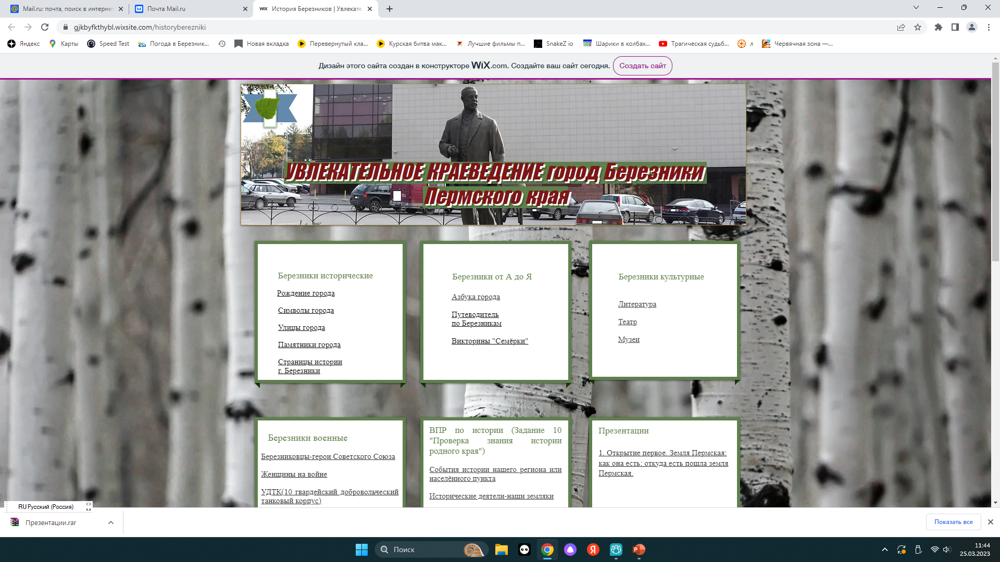 Mail.ru: почта, поиск в интернет
Почта Mail.ru
WIX История Березников | Увлекате
gjkbyfkthybl.wixsite.com/historyberezniki
Яндекс
Карты
Speed Test
Погода в Березник...
Новая вкладка
Перевернутый кла...
Курская битва мак...
Лучшие фильмы п...
SnakeZ io
Шарики в колбах...
Трагическая судьб...
л
Червячная зона —...
Дизайн этого сайта создан в конструкторе WiX.com. Создайте ваш сайт сегодня. Создать сайт
УВЛЕКАТЕЛЬНОЕ КРАЕВЕДЕНИЕ город Березники
Пермского края
Березники исторические
Рождение города
Символы города
Улицы города
Памятники города
Страницы истории
г. Березники
Березники от А до Я
Азбука города
Путеводитель
по Березникам
Викторины "Семёрки"
Березники культурные
Литература
Театр
Музеи
Березники военные
Березниковцы-герои Советского Союза
Женщины на войне
УДТК(10 гвардейский добровольческий
танковый корпус)
ВПР по истории (Задание 10
"Проверка знания истории
родного края")
События истории нашего региона или
населённого пункта
Исторические деятели-наши земляки
Презентации
1. Открытие первое. Земля Пермская:
как она есть: откуда есть пошла земля
Пермская.
RU Русский (Россия)
Презентации.rar
Показать все
Поиск
11:44
25.03.2023